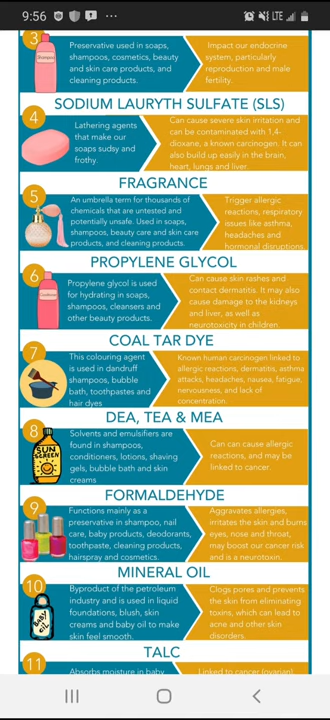 9:56
LTE
3
Preservative used in soaps,
shampoos, cosmetics, beauty
and skin care products, and
cleaning products.
Impact our endocrine
system, particularly
reproduction and male
fertility.
SODIUM LAURYTH SULFATE (SLS)
4
Lathering agents
that make our
soaps sudsy and
frothy.
Can cause severe skin irritation and
can be contaminated with 1,4-
dioxane, a known carcinogen. It can
also build up easily in the brain,
heart, lungs and liver.
FRAGRANCE
5
An umbrella term for thousands of
chemicals that are untested and
potentially unsafe. Used in soaps,
shampoos, beauty care and skin care
products, and cleaning products.
Trigger allergic
reactions, respiratory
issues like asthma,
headaches and
hormonal disruptions.
PROPYLENE GLYCOL
6
Propylene glycol is used
for hydrating in soaps,
shampoos, cleansers and
other beauty products.
Can cause skin rashes and
contact dermatitis. It may also
cause damage to the kidneys
and liver, as well as
neurotoxicity in children.
COAL TAR DYE
7
This colouring agent
is used in dandruff
shampoos, bubble
bath, toothpastes and
hair dyes
Known human carcinogen linked to
allergic reactions, dermatitis, asthma
attacks, headaches, nausea, fatigue,
nervousness, and lack of
concentration.
DEA, TEA & MEA
8
SUN
SCREEN
Solvents and emulsifiers are
found in shampoos,
conditioners, lotions, shaving
gels, bubble bath and skin
creams
Can can cause allergic
reactions, and may be
linked to cancer.
FORMALDEHYDE
9
Functions mainly as a
preservative in shampoo, nail
care, baby products, deodorants,
toothpaste, cleaning products,
hairspray and cosmetics.
Aggravates allergies,
irritates the skin and burns
eyes, nose and throat,
may boost our cancer risk
and is a neurotoxin.
MINERAL OIL
10
BABY
OIL
Byproduct of the petroleum
industry and is used in liquid
foundations, blush, skin
creams and baby oil to make
skin feel smooth.
Clogs pores and prevents
the skin from eliminating
toxins, which can lead to
acne and other skin
disorders.
TALC
11
Absorbs moisture in baby
Linked to cancer (ovarian)